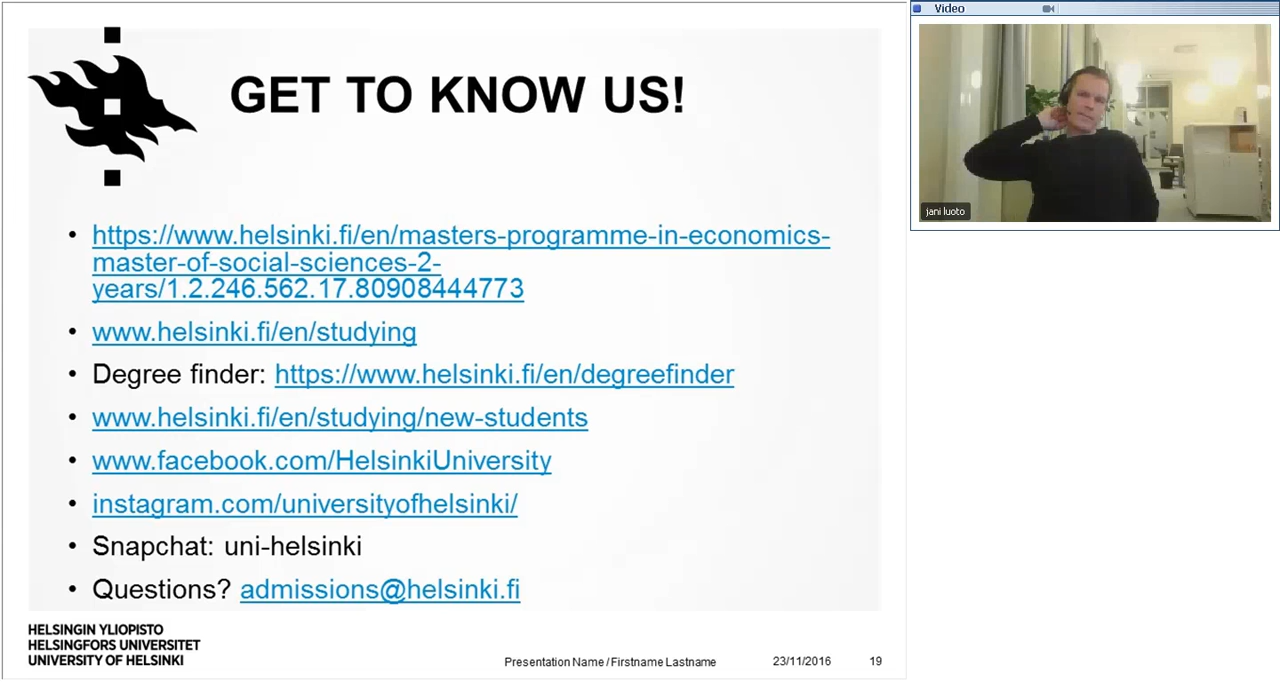 GET TO KNOW US!
• https://www.helsinki.fi/en/masters-programme-in-economics-
master-of-social-sciences-2-
years/1.2.246.562.17.80908444773
• www.helsinki.fi/en/studying
• Degree finder: https://www.helsinki.fi/en/degreefinder
• www.helsinki.fi/en/studying/new-students
• www.facebook.com/HelsinkiUniversity
• instagram.com/universityofhelsinki/
• Snapchat: uni-helsinki
• Questions? admissions@helsinki.fi
HELSINGIN YLIOPISTO
HELSINGFORS UNIVERSITET
UNIVERSITY OF HELSINKI
Presentation Name / Firstname Lastname
23/11/2016
19
Video
jani luoto